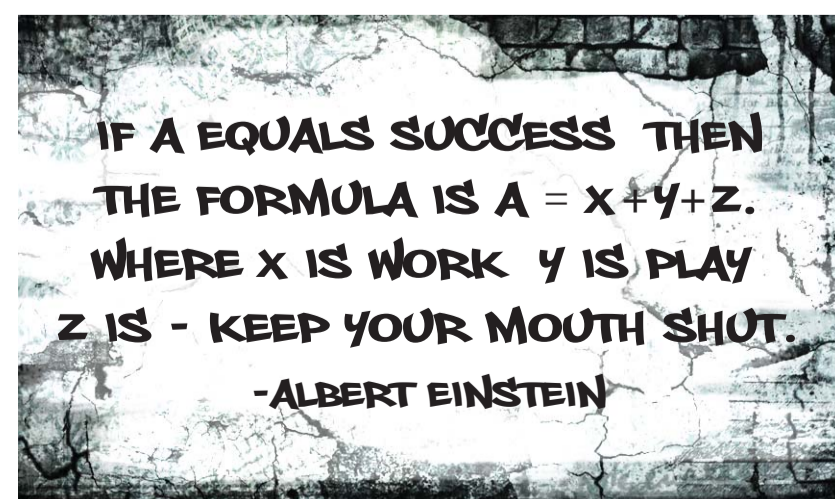 IF A EQUALS SUCCESS THEN
THE FORMULA IS A = X+Y+Z.
WHERE X IS WORK Y IS PLAY
Z IS - KEEP YOUR MOUTH SHUT.
-ALBERT EINSTEIN